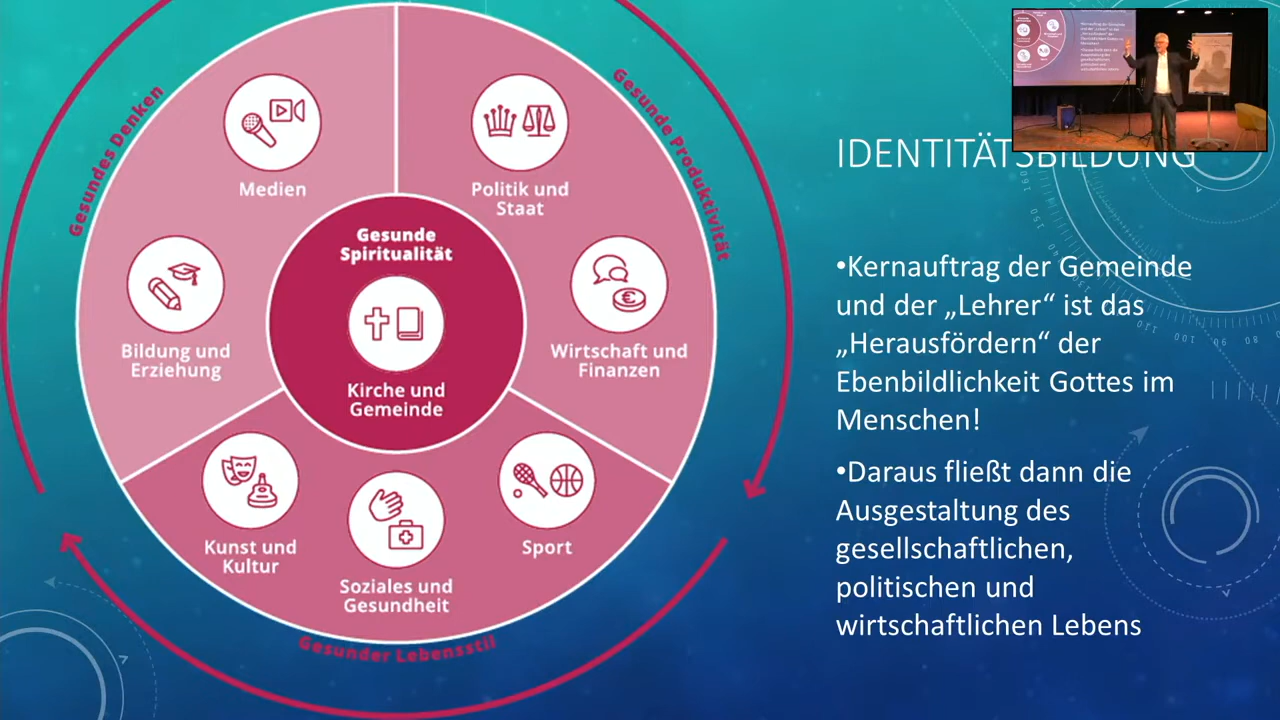 Gesundes Denken
Gesunde Produktivität
Medien
Politik und
Staat
Gesunde
Spiritualität
Kirche und
Gemeinde
Bildung und
Erziehung
Wirtschaft und
Finanzen
Kunst und
Kultur
Soziales und
Gesundheit
Sport
Gesunder Lebensstil
IDENTITÄTSBILDUNG
•Kernauftrag der Gemeinde
und der „Lehrer“ ist das
„Herausfördern“ der
Ebenbildlichkeit Gottes im
Menschen!
•Daraus fließt dann die
Ausgestaltung des
gesellschaftlichen,
politischen und
wirtschaftlichen Lebens